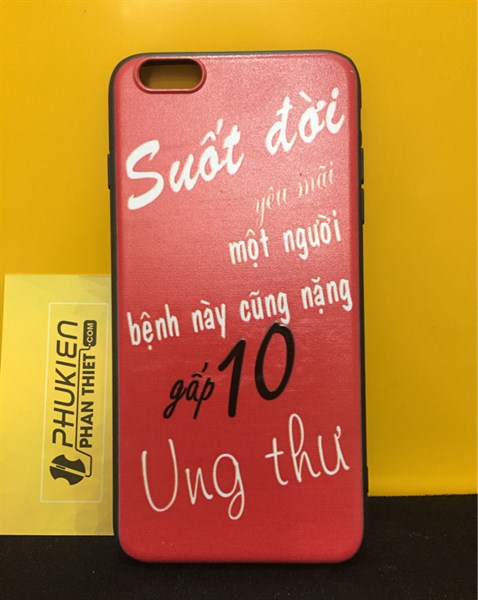 Suốt đời
yêu mãi
một người
bệnh này cũng nặng
gấp 10
Ung thư
PHUKIEN
PHAN THIET.COM